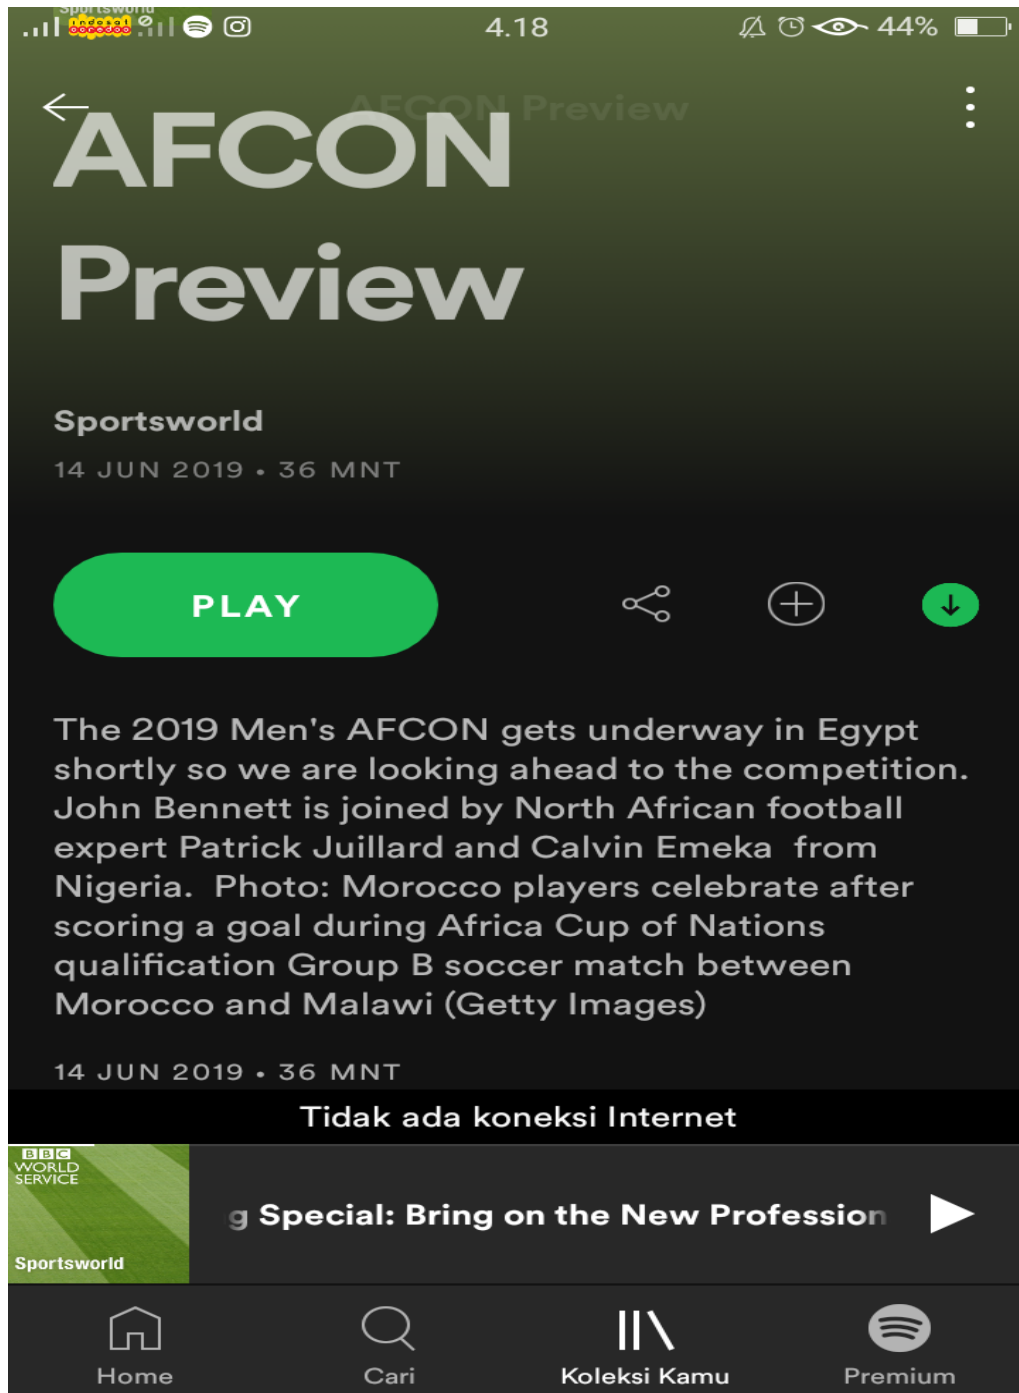 Sportsworld
indosat
ooredoo
4.18
44%
AFCON Preview
AFCON
Preview
Sportsworld
14 JUN 2019 • 36 MNT
PLAY
The 2019 Men's AFCON gets underway in Egypt
shortly so we are looking ahead to the competition.
John Bennett is joined by North African football
expert Patrick Juillard and Calvin Emeka  from
Nigeria.  Photo: Morocco players celebrate after
scoring a goal during Africa Cup of Nations
qualification Group B soccer match between
Morocco and Malawi (Getty Images)
14 JUN 2019 • 36 MNT
Tidak ada koneksi Internet
BBC
WORLD
SERVICE
Sportsworld
g Special: Bring on the New Profession
Home
Cari
Koleksi Kamu
Premium